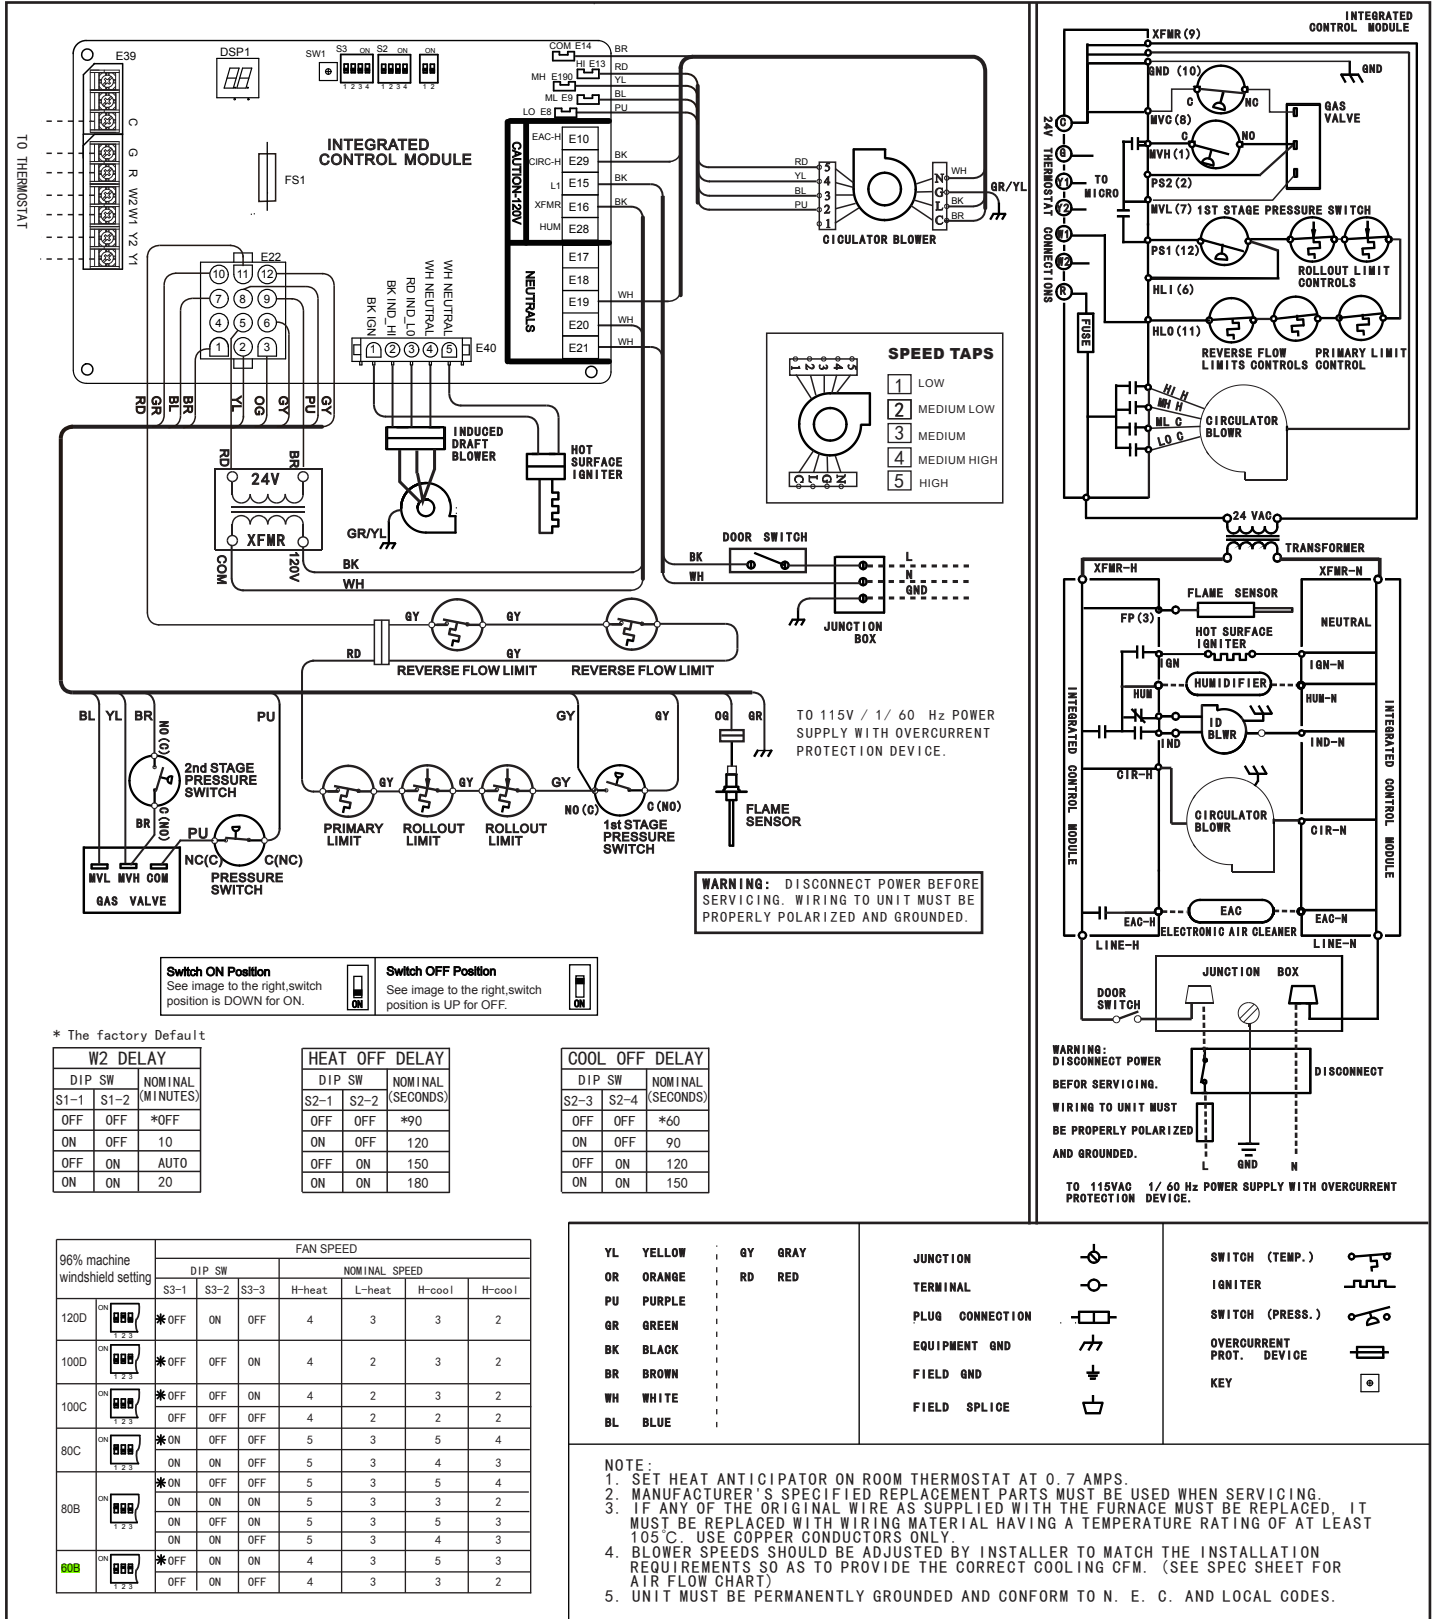 E39
DSP1
SW1
S3 ON S2 ON ON
1 2 3 4 1 2 3 4 1 2
COM E14
HI E13
MH E190
ML E9
LO E8
BR
RD
YL
BL
PU
TO THERMOSTAT
C
G
R
W2W1
Y2
Y1
INTEGRATED
CONTROL MODULE
FS1
CAUTION-120V
EAC-H E10
CIRC-H E29 BK
L1 E15 BK
XFMR E16 BK
HUM E28
NEUTRALS
E17
E18
E19 WH
E20 WH
E21 WH
E22
10 11 12
7 8 9
4 5 6
1 2 3
BK IGN
BK IND_HI
RD IND_LO
WH NEUTRAL
WH NEUTRAL
1 2 3 4 5 E40
RD
YL
BL
PU
5
4
3
2
1
N
G
L
C
WH
GR/YL
BK
BR
CICULATOR BLOWER
1 2 3 4 5
C L G N
SPEED TAPS
1 LOW
2 MEDIUM LOW
3 MEDIUM
4 MEDIUM HIGH
5 HIGH
RD GR BL BR YL OG GY PU GY
RD BR
24V
XFMR
COM 120V
BK
WH
INDUCED
DRAFT
BLOWER
HOT
SURFACE
IGNITER
GR/YL
DOOR SWITCH
BK
WH
L
N
GND
JUNCTION
BOX
GY GY
RD GY
REVERSE FLOW LIMIT REVERSE FLOW LIMIT
BL YL BR NO (C) PU GY GY OG GR
2nd STAGE
PRESSURE
SWITCH
BR C (NO)
PU
NC(C) C(NC)
PRESSURE
SWITCH
MVL MVH COM
GAS VALVE
GY GY GY
NO (C) C (NO)
PRIMARY
LIMIT
ROLLOUT
LIMIT
ROLLOUT
LIMIT
1st STAGE
PRESSURE
SWITCH
FLAME
SENSOR
TO 115V / 1/ 60 Hz POWER
SUPPLY WITH OVERCURRENT
PROTECTION DEVICE.
WARNING: DISCONNECT POWER BEFORE
SERVICING. WIRING TO UNIT MUST BE
PROPERLY POLARIZED AND GROUNDED.
Switch ON Position
See image to the right,switch
position is DOWN for ON.
ON
Switch OFF Position
See image to the right,switch
position is UP for OFF.
ON
* The factory Default
W2 DELAY
DIP SW NOMINAL
S1-1 S1-2 (MINUTES)
OFF OFF *OFF
ON OFF 10
OFF ON AUTO
ON ON 20
HEAT OFF DELAY
DIP SW NOMINAL
S2-1 S2-2 (SECONDS)
OFF OFF *90
ON OFF 120
OFF ON 150
ON ON 180
COOL OFF DELAY
DIP SW NOMINAL
S2-3 S2-4 (SECONDS)
OFF OFF *60
ON OFF 90
OFF ON 120
ON ON 150
96% machine
windshield setting
FAN SPEED
DIP SW NOMINAL SPEED
S3-1 S3-2 S3-3 H-heat L-heat H-cool H-cool
120D ON 1 2 3 *OFF ON OFF 4 3 3 2
100D ON 1 2 3 *OFF OFF ON 4 2 3 2
100C ON 1 2 3 *OFF OFF ON 4 2 3 2
OFF OFF OFF 4 2 2 2
80C ON 1 2 3 *ON OFF OFF 5 3 5 4
ON ON OFF 5 3 4 3
80B ON 1 2 3 *ON OFF OFF 5 3 5 4
ON ON ON 5 3 3 2
ON OFF ON 5 3 5 3
ON ON OFF 5 3 4 3
60B ON 1 2 3 *OFF ON ON 4 3 5 3
OFF ON OFF 4 3 3 2
INTEGRATED
CONTROL MODULE
XFMR (9)
GND (10)
GND
C NC
MVC (8)
GAS
VALVE
C NO
MVH (1)
TO
MICRO
PS2 (2)
MVL (7) 1ST STAGE PRESSURE SWITCH
PS1 (12)
ROLLOUT LIMIT
CONTROLS
HLI (6)
HLO (11)
REVERSE FLOW
LIMITS CONTROLS
PRIMARY LIMIT
CONTROL
24V THERMOSTAT CONNECTIONS
C
G
Y1
Y2
W1
W2
R
FUSE
HI H
MH H
ML C
LO C
CIRCULATOR
BLOWR
24 VAC
TRANSFORMER
XFMR-H XFMR-N
FLAME SENSOR
FP (3)
NEUTRAL
HOT SURFACE
IGNITER
IGN IGN-N
HUM HUMIDIFIER HUM-N
ID
BLWR
IND IND-N
CIR-H
CIRCULATOR
BLOWR
CIR-N
INTEGRATED CONTROL MODULE
INTEGRATED CONTROL MODULE
EAC
EAC-H EAC-N
ELECTRONIC AIR CLEANER
LINE-H LINE-N
JUNCTION BOX
DOOR
SWITCH
WARNING:
DISCONNECT POWER
BEFOR SERVICING.
WIRING TO UNIT MUST
BE PROPERLY POLARIZED
AND GROUNDED.
DISCONNECT
L GND N
TO 115VAC 1/ 60 Hz POWER SUPPLY WITH OVERCURRENT
PROTECTION DEVICE.
YL YELLOW GY GRAY
OR ORANGE RD RED
PU PURPLE
GR GREEN
BK BLACK
BR BROWN
WH WHITE
BL BLUE
JUNCTION
TERMINAL
PLUG CONNECTION
EQUIPMENT GND
FIELD GND
FIELD SPLICE
SWITCH (TEMP.)
IGNITER
SWITCH (PRESS.)
OVERCURRENT
PROT. DEVICE
KEY
NOTE:
1. SET HEAT ANTICIPATOR ON ROOM THERMOSTAT AT 0.7 AMPS.
2. MANUFACTURER'S SPECIFIED REPLACEMENT PARTS MUST BE USED WHEN SERVICING.
3. IF ANY OF THE ORIGINAL WIRE AS SUPPLIED WITH THE FURNACE MUST BE REPLACED, IT
MUST BE REPLACED WITH WIRING MATERIAL HAVING A TEMPERATURE RATING OF AT LEAST
105°C. USE COPPER CONDUCTORS ONLY.
4. BLOWER SPEEDS SHOULD BE ADJUSTED BY INSTALLER TO MATCH THE INSTALLATION
REQUIREMENTS SO AS TO PROVIDE THE CORRECT COOLING CFM. (SEE SPEC SHEET FOR
AIR FLOW CHART)
5. UNIT MUST BE PERMANENTLY GROUNDED AND CONFORM TO N. E. C. AND LOCAL CODES.